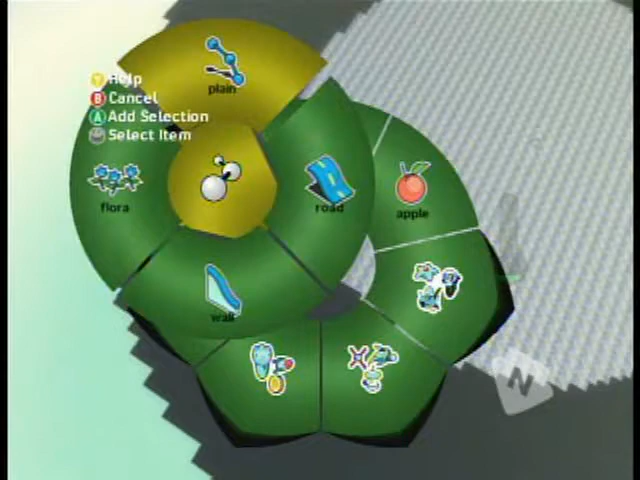 plain
Y Help
B Cancel
A Add Selection
Select Item
flora
road
apple
wall
N